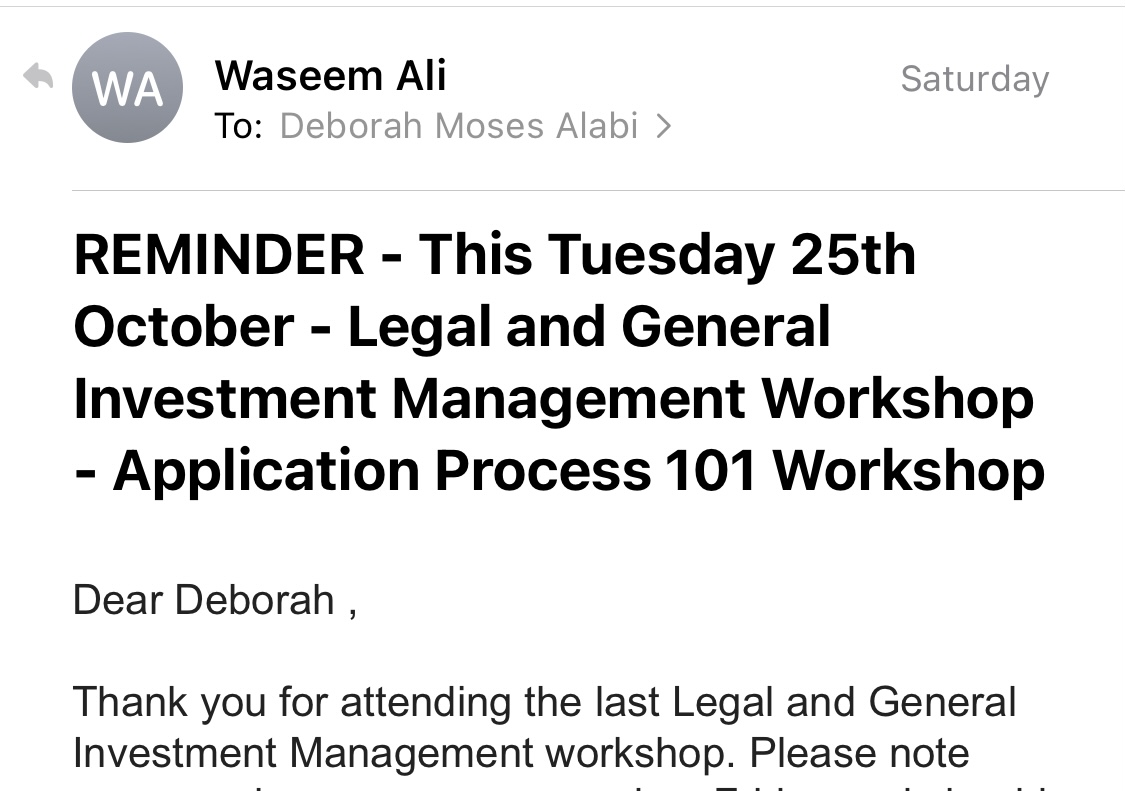 WA
Waseem Ali
Saturday
To: Deborah Moses Alabi >
REMINDER - This Tuesday 25th
October - Legal and General
Investment Management Workshop
- Application Process 101 Workshop
Dear Deborah ,
Thank you for attending the last Legal and General
Investment Management workshop. Please note